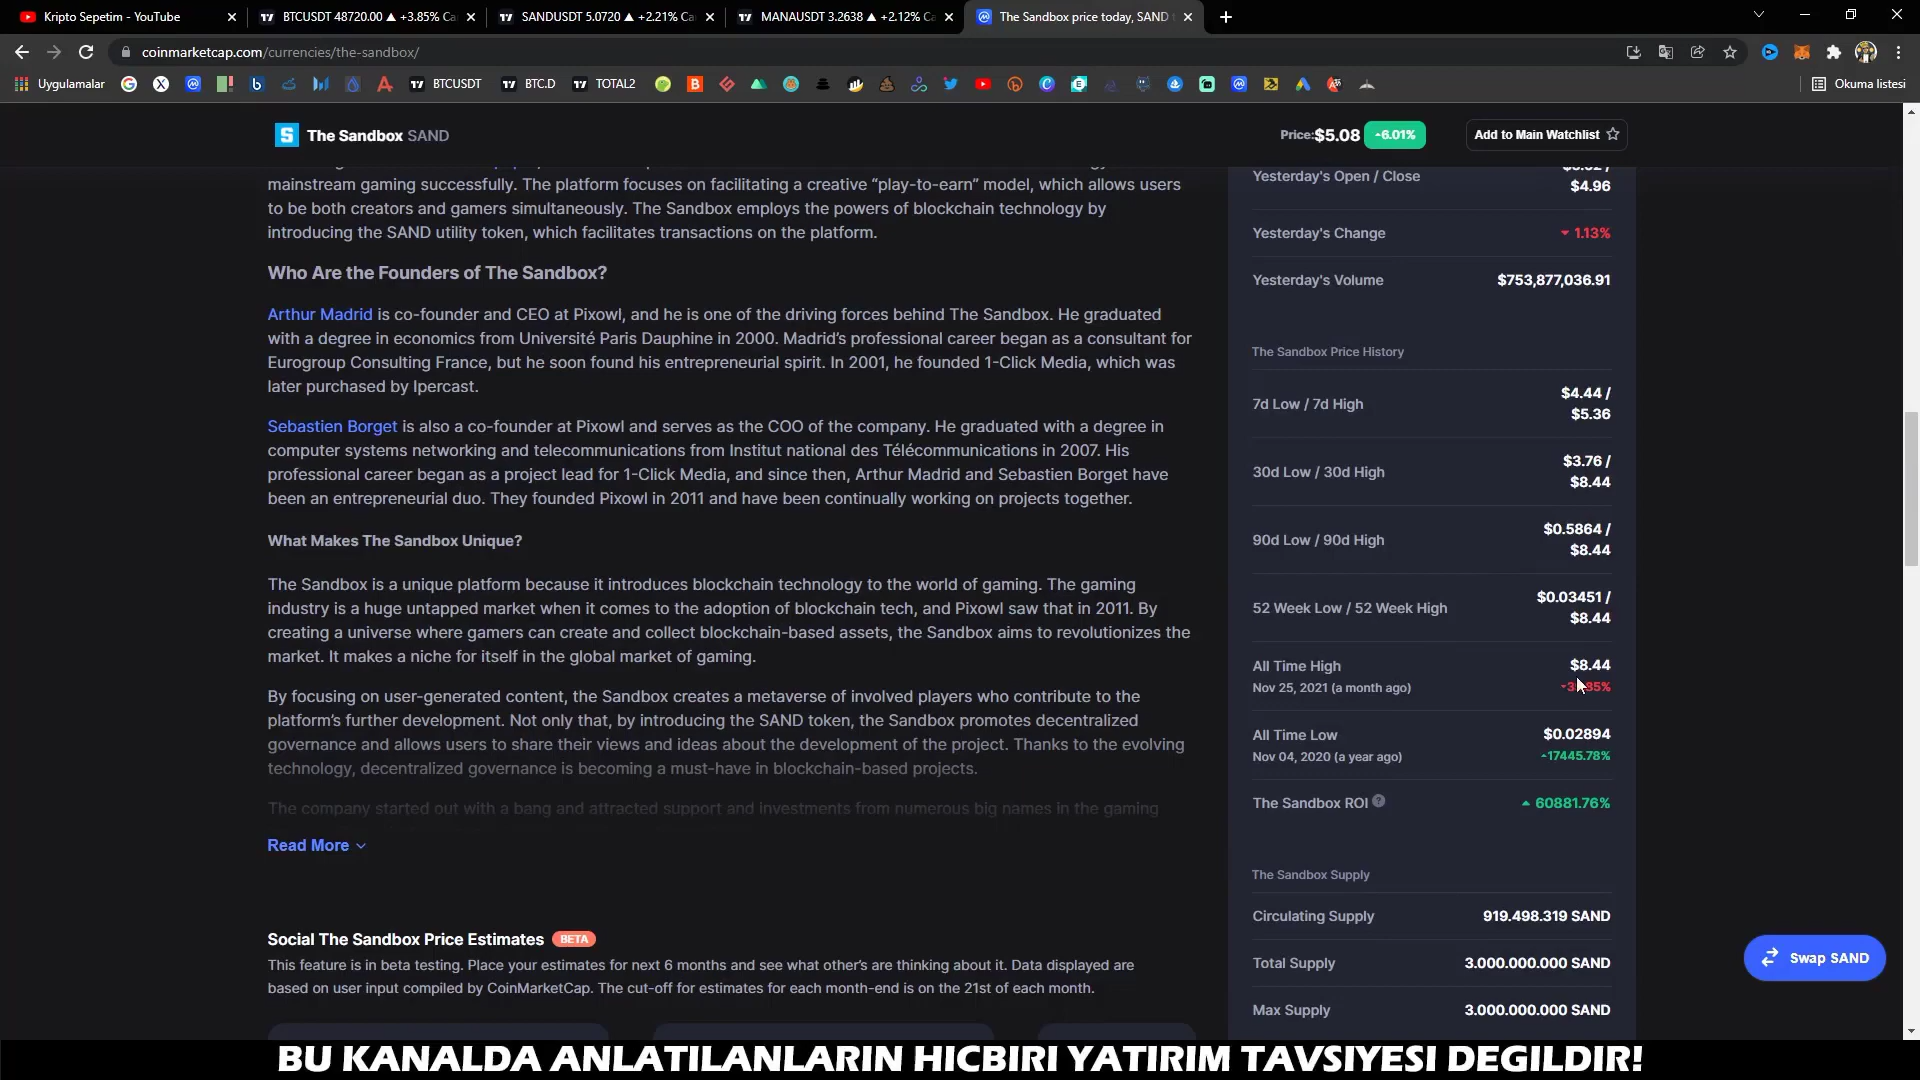 Kripto Sepetim - YouTube
BTCUSDT 48720.00 ▲ +3.85% Ca
SANDUSDT 5.0720 ▲ +2.21% Ca
MANAUSDT 3.2638 ▲ +2.12% Ca
The Sandbox price today, SAND
coinmarketcap.com/currencies/the-sandbox/
Uygulamalar
BTCUSDT
BTC.D
TOTAL2
Okuma listesi
The Sandbox SAND
Price:$5.08
6.01%
Add to Main Watchlist
mainstream gaming successfully. The platform focuses on facilitating a creative “play-to-earn” model, which allows users
to be both creators and gamers simultaneously. The Sandbox employs the powers of blockchain technology by
introducing the SAND utility token, which facilitates transactions on the platform.
Who Are the Founders of The Sandbox?
Arthur Madrid is co-founder and CEO at Pixowl, and he is one of the driving forces behind The Sandbox. He graduated
with a degree in economics from Université Paris Dauphine in 2000. Madrid’s professional career began as a consultant for
Eurogroup Consulting France, but he soon found his entrepreneurial spirit. In 2001, he founded 1-Click Media, which was
later purchased by Ipercast.
Sebastien Borget is also a co-founder at Pixowl and serves as the COO of the company. He graduated with a degree in
computer systems networking and telecommunications from Institut national des Télécommunications in 2007. His
professional career began as a project lead for 1-Click Media, and since then, Arthur Madrid and Sebastien Borget have
been an entrepreneurial duo. They founded Pixowl in 2011 and have been continually working on projects together.
What Makes The Sandbox Unique?
The Sandbox is a unique platform because it introduces blockchain technology to the world of gaming. The gaming
industry is a huge untapped market when it comes to the adoption of blockchain tech, and Pixowl saw that in 2011. By
creating a universe where gamers can create and collect blockchain-based assets, the Sandbox aims to revolutionizes the
market. It makes a niche for itself in the global market of gaming.
By focusing on user-generated content, the Sandbox creates a metaverse of involved players who contribute to the
platform’s further development. Not only that, by introducing the SAND token, the Sandbox promotes decentralized
governance and allows users to share their views and ideas about the development of the project. Thanks to the evolving
technology, decentralized governance is becoming a must-have in blockchain-based projects.
The company started out with a bang and attracted support and investments from numerous big names in the gaming
Read More
Social The Sandbox Price Estimates BETA
This feature is in beta testing. Place your estimates for next 6 months and see what other's are thinking about it. Data displayed are
based on user input compiled by CoinMarketCap. The cut-off for estimates for each month-end is on the 21st of each month.
Yesterday's Open / Close
$4.96
Yesterday's Change
1.13%
Yesterday's Volume
$753,877,036.91
The Sandbox Price History
7d Low / 7d High
$4.44 /
$5.36
30d Low / 30d High
$3.76 /
$8.44
90d Low / 90d High
$0.5864 /
$8.44
52 Week Low / 52 Week High
$0.03451 /
$8.44
All Time High
$8.44
Nov 25, 2021 (a month ago)
All Time Low
$0.02894
Nov 04, 2020 (a year ago)
17445.78%
The Sandbox ROI
60881.76%
The Sandbox Supply
Circulating Supply
919.498.319 SAND
Total Supply
3.000.000.000 SAND
Max Supply
3.000.000.000 SAND
Swap SAND
BU KANALDA ANLATILANLARIN HICBIRI YATIRIM TAVSIYESI DEGILDIR!